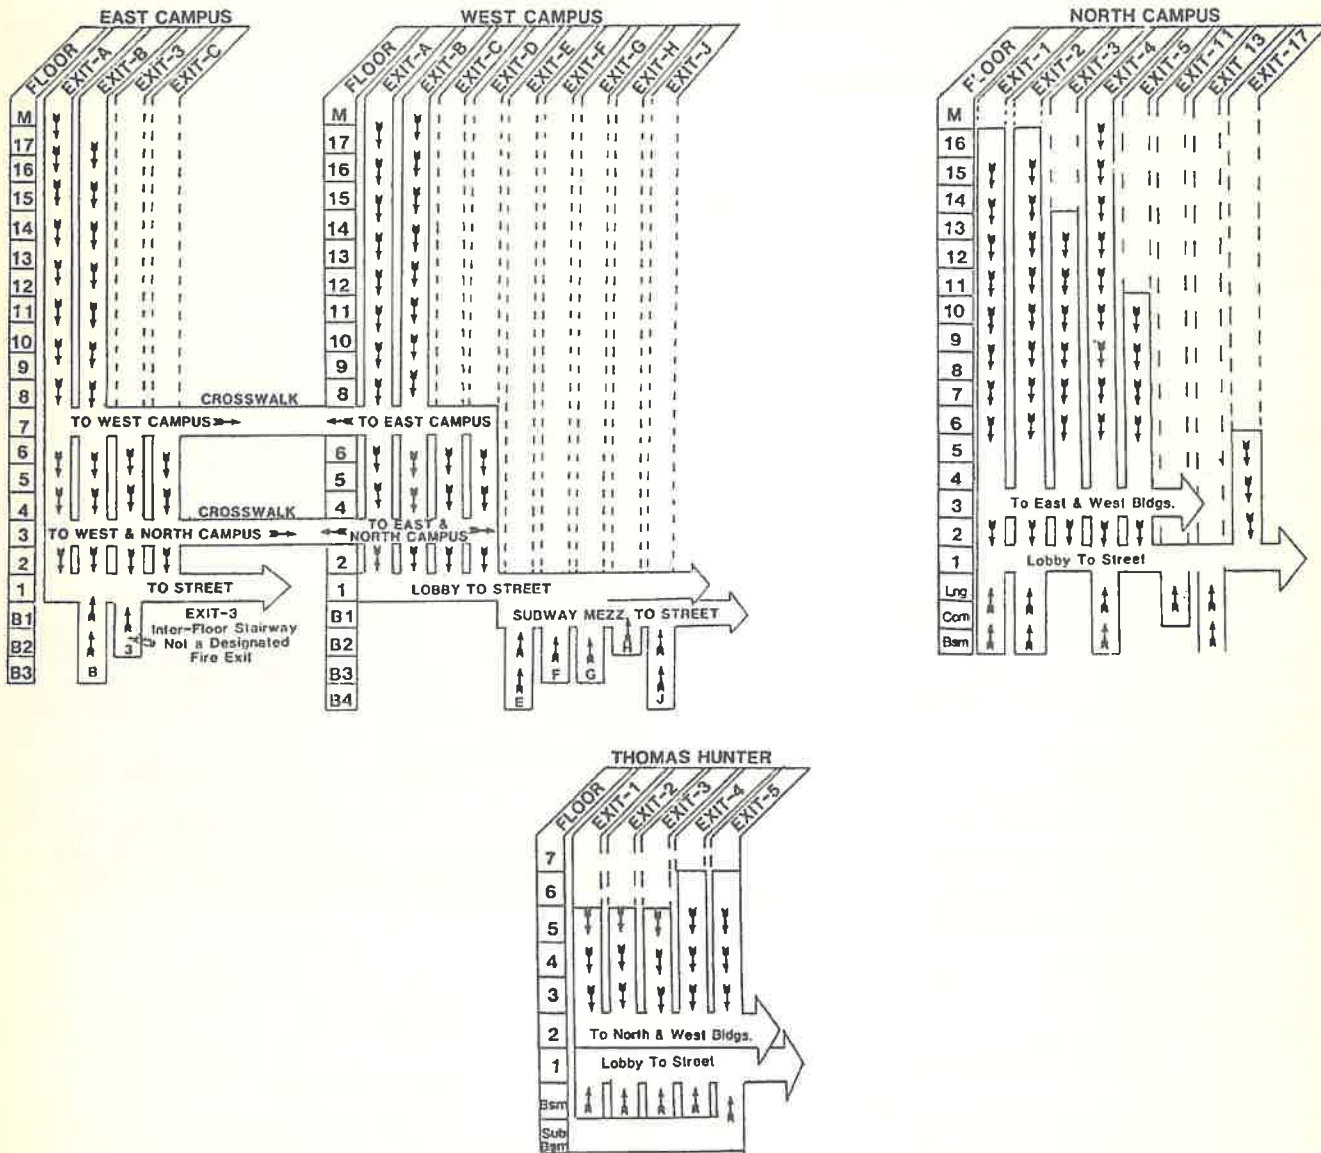 EAST CAMPUS
FLOOR
EXIT-A
EXIT-B
EXIT-3
EXIT-C
M
17
16
15
14
13
12
11
10
9
8
7
6
5
4
3
2
1
B1
B2
B3
CROSSWALK
TO WEST CAMPUS
CROSSWALK
TO WEST & NORTH CAMPUS
TO STREET
EXIT-3
Inter-Floor Stairway
Not a Designated
Fire Exit
B
3
WEST CAMPUS
FLOOR
EXIT-A
EXIT-B
EXIT-C
EXIT-D
EXIT-E
EXIT-F
EXIT-G
EXIT-H
EXIT-J
M
17
16
15
14
13
12
11
10
9
8
6
5
4
2
1
B1
B2
B3
B4
TO EAST CAMPUS
TO EAST &
NORTH CAMPUS
LOBBY TO STREET
SUBWAY MEZZ. TO STREET
E
F
G
H
J
NORTH CAMPUS
FLOOR
EXIT-1
EXIT-2
EXIT-3
EXIT-4
EXIT-5
EXIT-11
EXIT 13
EXIT-17
M
16
15
14
13
12
11
10
9
8
7
6
5
4
3
2
1
Lng
Com
Bsm
To East & West Bldgs.
Lobby To Street
THOMAS HUNTER
FLOOR
EXIT-1
EXIT-2
EXIT-3
EXIT-4
EXIT-5
7
6
5
4
3
2
1
Bsm
Sub
Bsm
To North & West Bldgs.
Lobby To Street